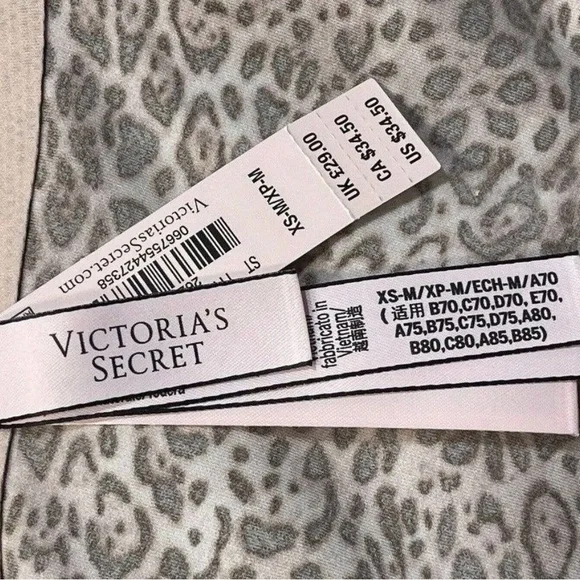 US $34.50
CA $34.50
UK £29.00
XS-M/XP-M
VictoriasSecret.com
0667554427358
ST
VICTORIA'S
SECRET
fabbricato in
Vietnam/
越南制造
XS-M/XP-M/ECH-M/A70
(适用 B70,C70,D70, E70,
A75,B75,C75,D75,A80,
B80,C80,A85,B85)